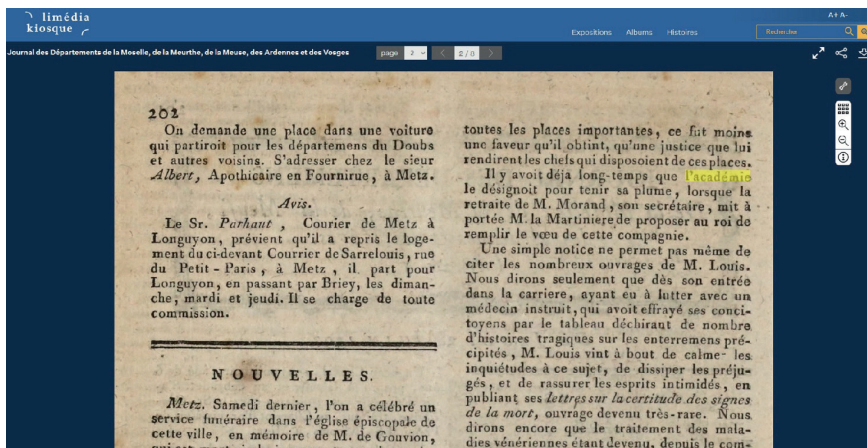 limédia
kiosque
A+ A-
Expositions Albums Histoires
Rechercher
Journal des Départements de la Moselle, de la Meurthe, de la Meuse, des Ardennes et des Vosges
page 2 2 / 8
202
On demande une place dans une voiture
qui partiroit pour les départemens du Doubs
et autres voisins. S'adresser chez le sieur
Albert, Apothicaire en Fournirue, à Metz.
Avis.
Le Sr. Parhaut, Courier de Metz à
Longuyon, prévient qu'il a repris le loge-
ment du ci-devant Courrier de Sarrelouis, rue
du Petit-Paris, à Metz, il part pour
Longuyon, en passant par Briey, les diman-
che, mardi et jeudi. Il se charge de toute
commission.
NOUVELLES.
Metz. Samedi dernier, l'on a célébré un
service funéraire dans l'église épiscopale de
cette ville, en mémoire de M. de Gouvion,
toutes les places importantes, ce fut moins
une faveur qu'il obtint, qu'une justice que lui
rendirent les chefs qui disposoient de ces places.
Il y avoit déja long-temps que l'académie
le désignoit pour tenir sa plume, lorsque la
retraite de M. Morand, son secrétaire, mit à
portée M. la Martiniere de proposer au roi de
remplir le vœu de cette compagnie.
Une simple notice ne permet pas même de
citer les nombreux ouvrages de M. Louis.
Nous dirons seulement que dès son entrée
dans la carriere, ayant eu à lutter avec un
médecin instruit, qui avoit effrayé ses conci-
toyens par le tableau déchirant de nombre
d'histoires tragiques sur les enterremens pré-
cipités, M. Louis vint à bout de calme- les
inquiétudes à ce sujet, de dissiper les préju-
gés, et de rassurer les esprits intimidés, en
publiant ses lettres sur la certitude des signes
de la mort, ouvrage devenu très-rare. Nous
dirons encore que le traitement des mala-
dies vénériennes étant devenu, depuis le com-